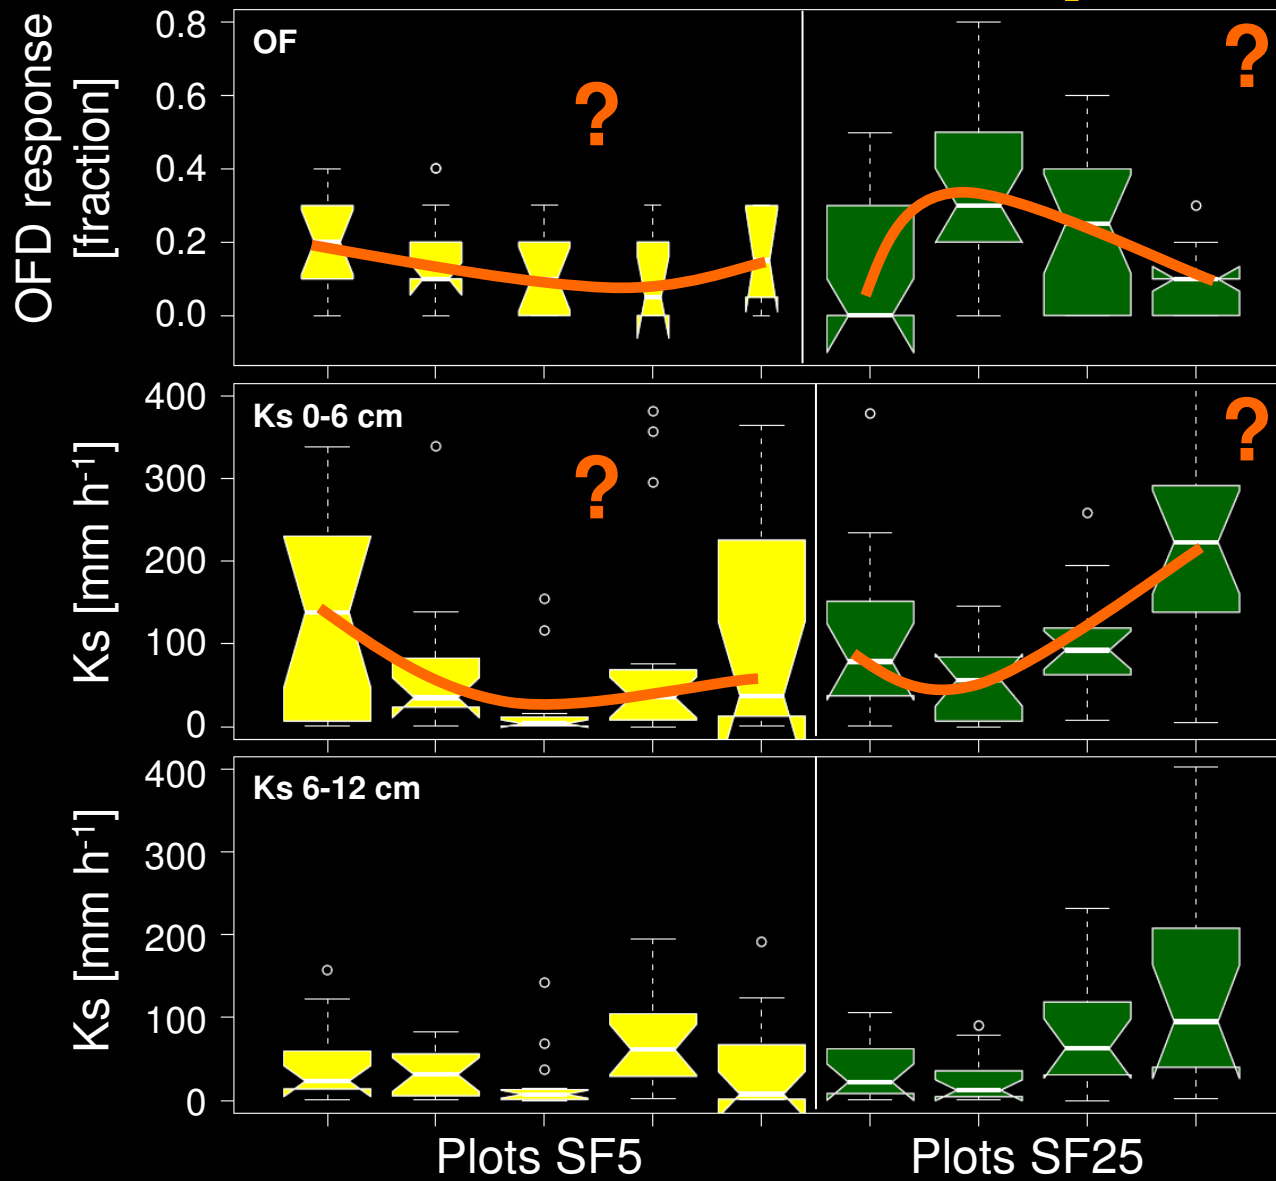 OFD response
[fraction]
0.8
0.6
0.4
0.2
0.0
OF
?
?
Ks [mm h-1]
400
300
200
100
0
Ks 0-6 cm
?
?
Ks [mm h-1]
400
300
200
100
0
Ks 6-12 cm
Plots SF5
Plots SF25